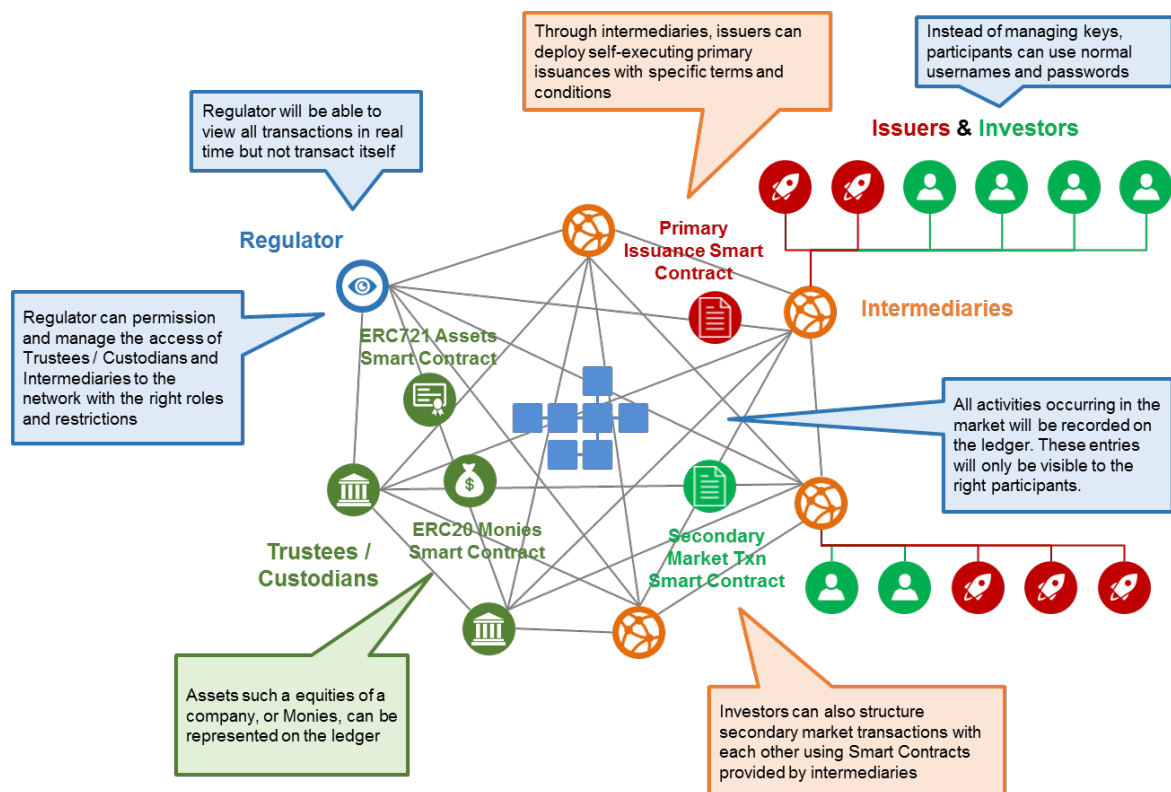 Through intermediaries, issuers can
deploy self-executing primary
issuances with specific terms and
conditions
Instead of managing keys,
participants can use normal
usernames and passwords
Regulator will be able to
view all transactions in real
time but not transact itself
Issuers & Investors
Regulator
Primary
Issuance Smart
Contract
Intermediaries
Regulator can permission
and manage the access of
Trustees / Custodians and
Intermediaries to the
network with the right roles
and restrictions
ERC721 Assets
Smart Contract
All activities occurring in the
market will be recorded on
the ledger. These entries
will only be visible to the
right participants.
$
ERC20 Monies
Smart Contract
Secondary
Market Txn
Smart Contract
Trustees /
Custodians
Assets such a equities of a
company, or Monies, can be
represented on the ledger
Investors can also structure
secondary market transactions with
each other using Smart Contracts
provided by intermediaries